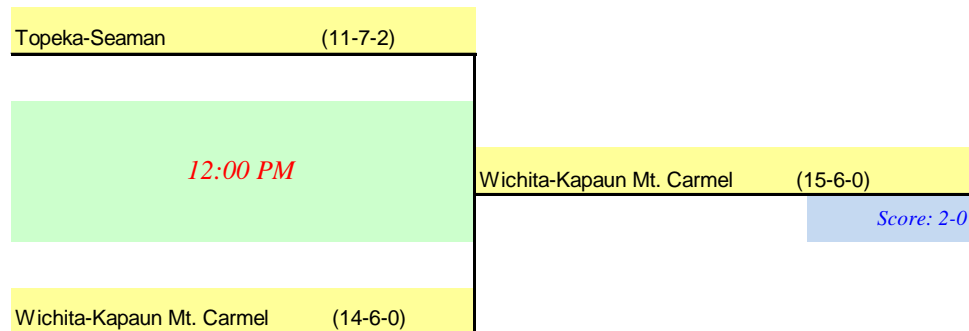 Topeka-Seaman (11-7-2)
12:00 PM
Wichita-Kapaun Mt. Carmel (15-6-0)
Score: 2-0
Wichita-Kapaun Mt. Carmel (14-6-0)